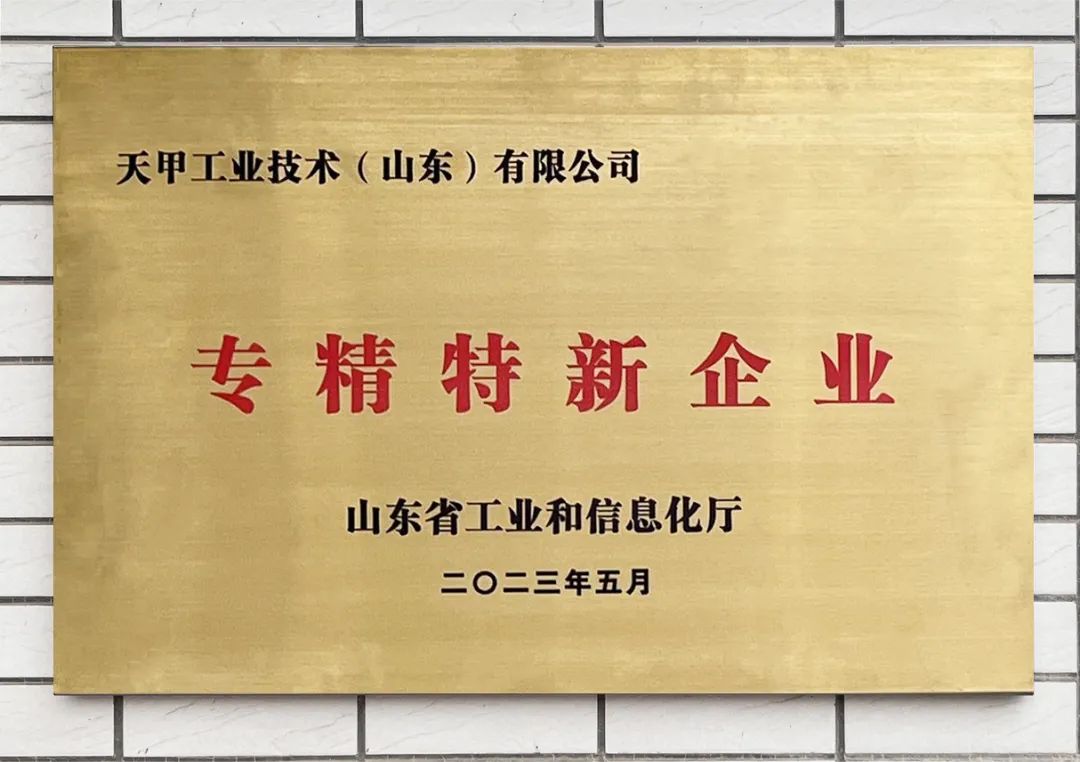 天甲工业技术（山东）有限公司
专精特新企业
山东省工业和信息化厅
二〇二三年五月